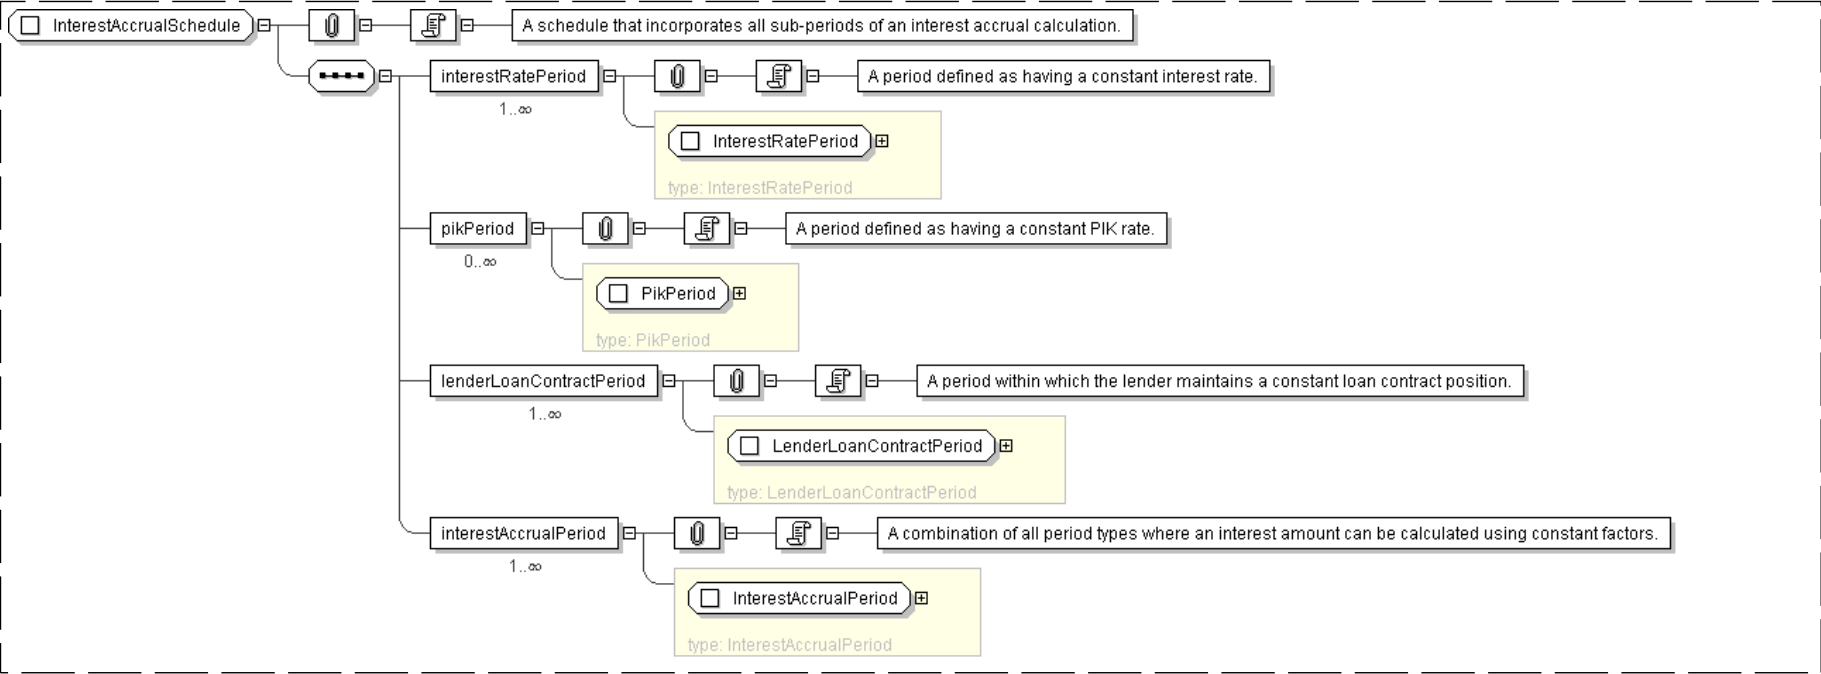 InterestAccrualSchedule
A schedule that incorporates all sub-periods of an interest accrual calculation.
interestRatePeriod
A period defined as having a constant interest rate.
1..∞
InterestRatePeriod
type: InterestRatePeriod
pikPeriod
A period defined as having a constant PIK rate.
0..∞
PikPeriod
type: PikPeriod
lenderLoanContractPeriod
A period within which the lender maintains a constant loan contract position.
1..∞
LenderLoanContractPeriod
type: LenderLoanContractPeriod
interestAccrualPeriod
A combination of all period types where an interest amount can be calculated using constant factors.
1..∞
InterestAccrualPeriod
type: InterestAccrualPeriod